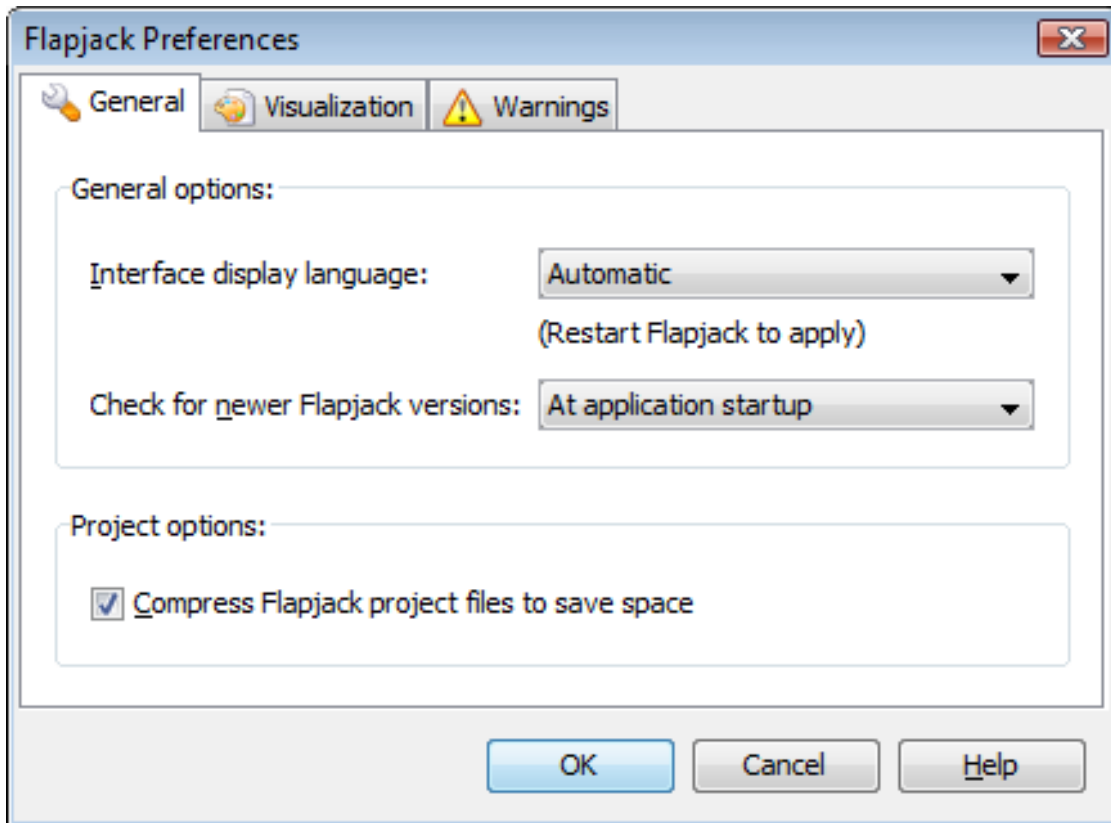 Flapjack Preferences
General Visualization Warnings
General options:
Interface display language: Automatic
(Restart Flapjack to apply)
Check for newer Flapjack versions: At application startup
Project options:
Compress Flapjack project files to save space
OK Cancel Help